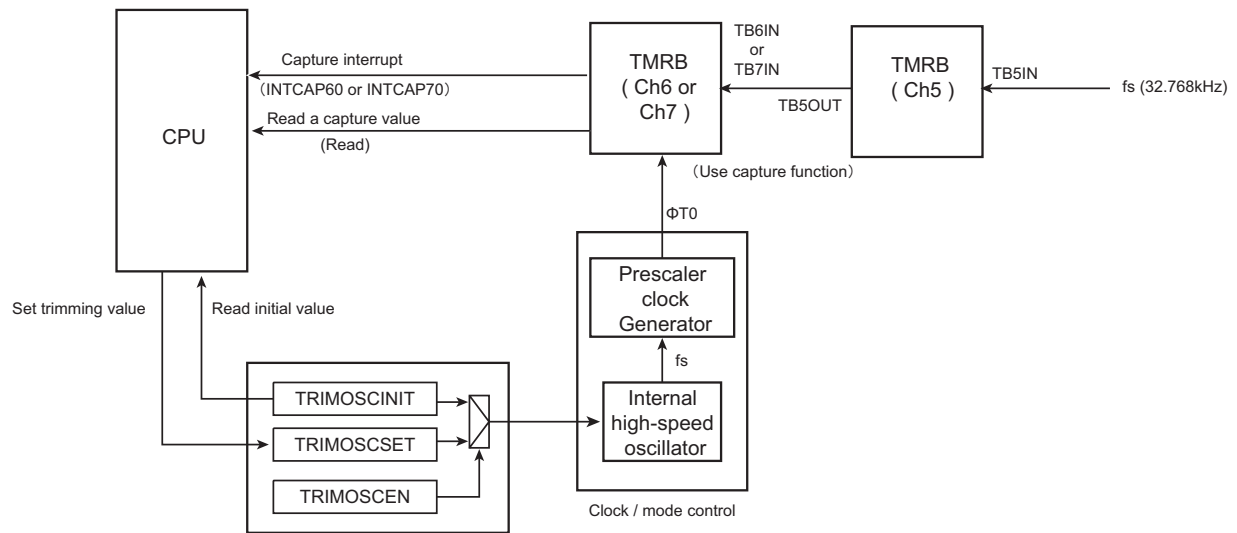 Capture interrupt
（INTCAP60 or INTCAP70）
Read a capture value
(Read)
CPU
TMRB
( Ch6 or
Ch7 )
TB6IN
or
TB7IN
TB5OUT
TMRB
( Ch5 )
TB5IN
fs (32.768kHz)
（Use capture function）
ΦT0
Prescaler
clock
Generator
fs
Internal
high-speed
oscillator
Clock / mode control
Set trimming value
Read initial value
TRIMOSCINIT
TRIMOSCSET
TRIMOSCEN